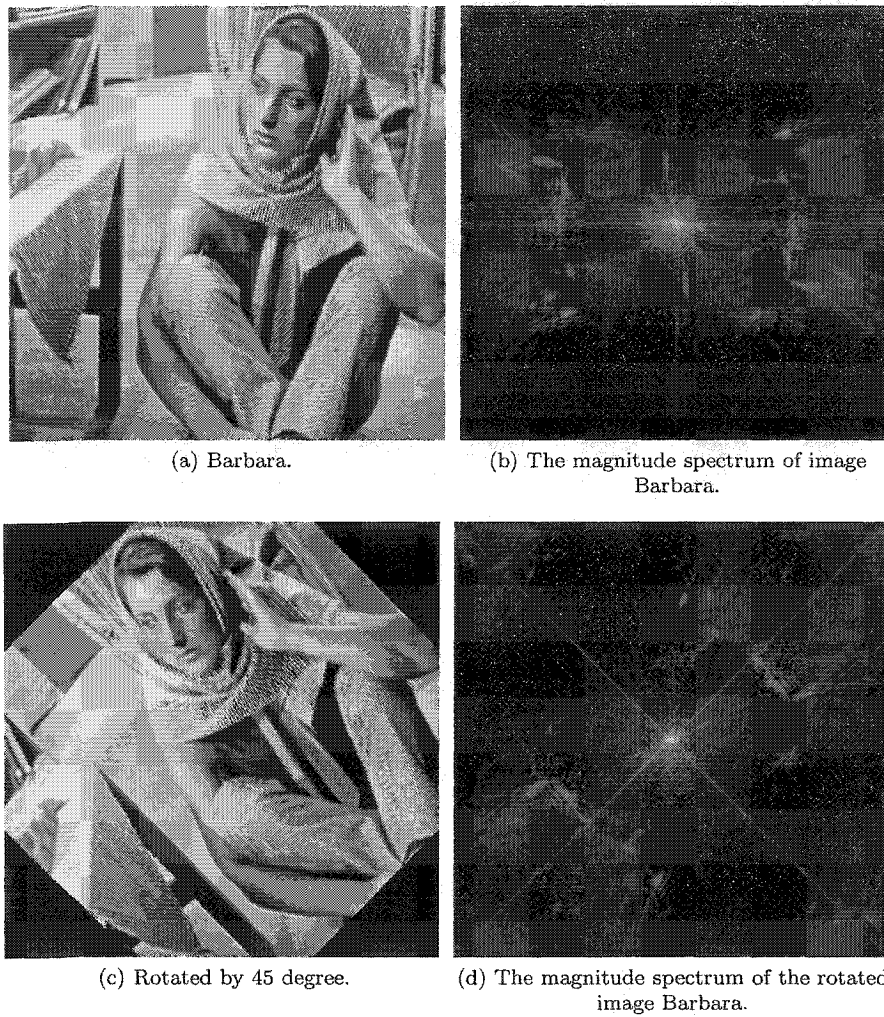 (a) Barbara.
(b) The magnitude spectrum of image
Barbara.
(c) Rotated by 45 degree.
(d) The magnitude spectrum of the rotated
image Barbara.